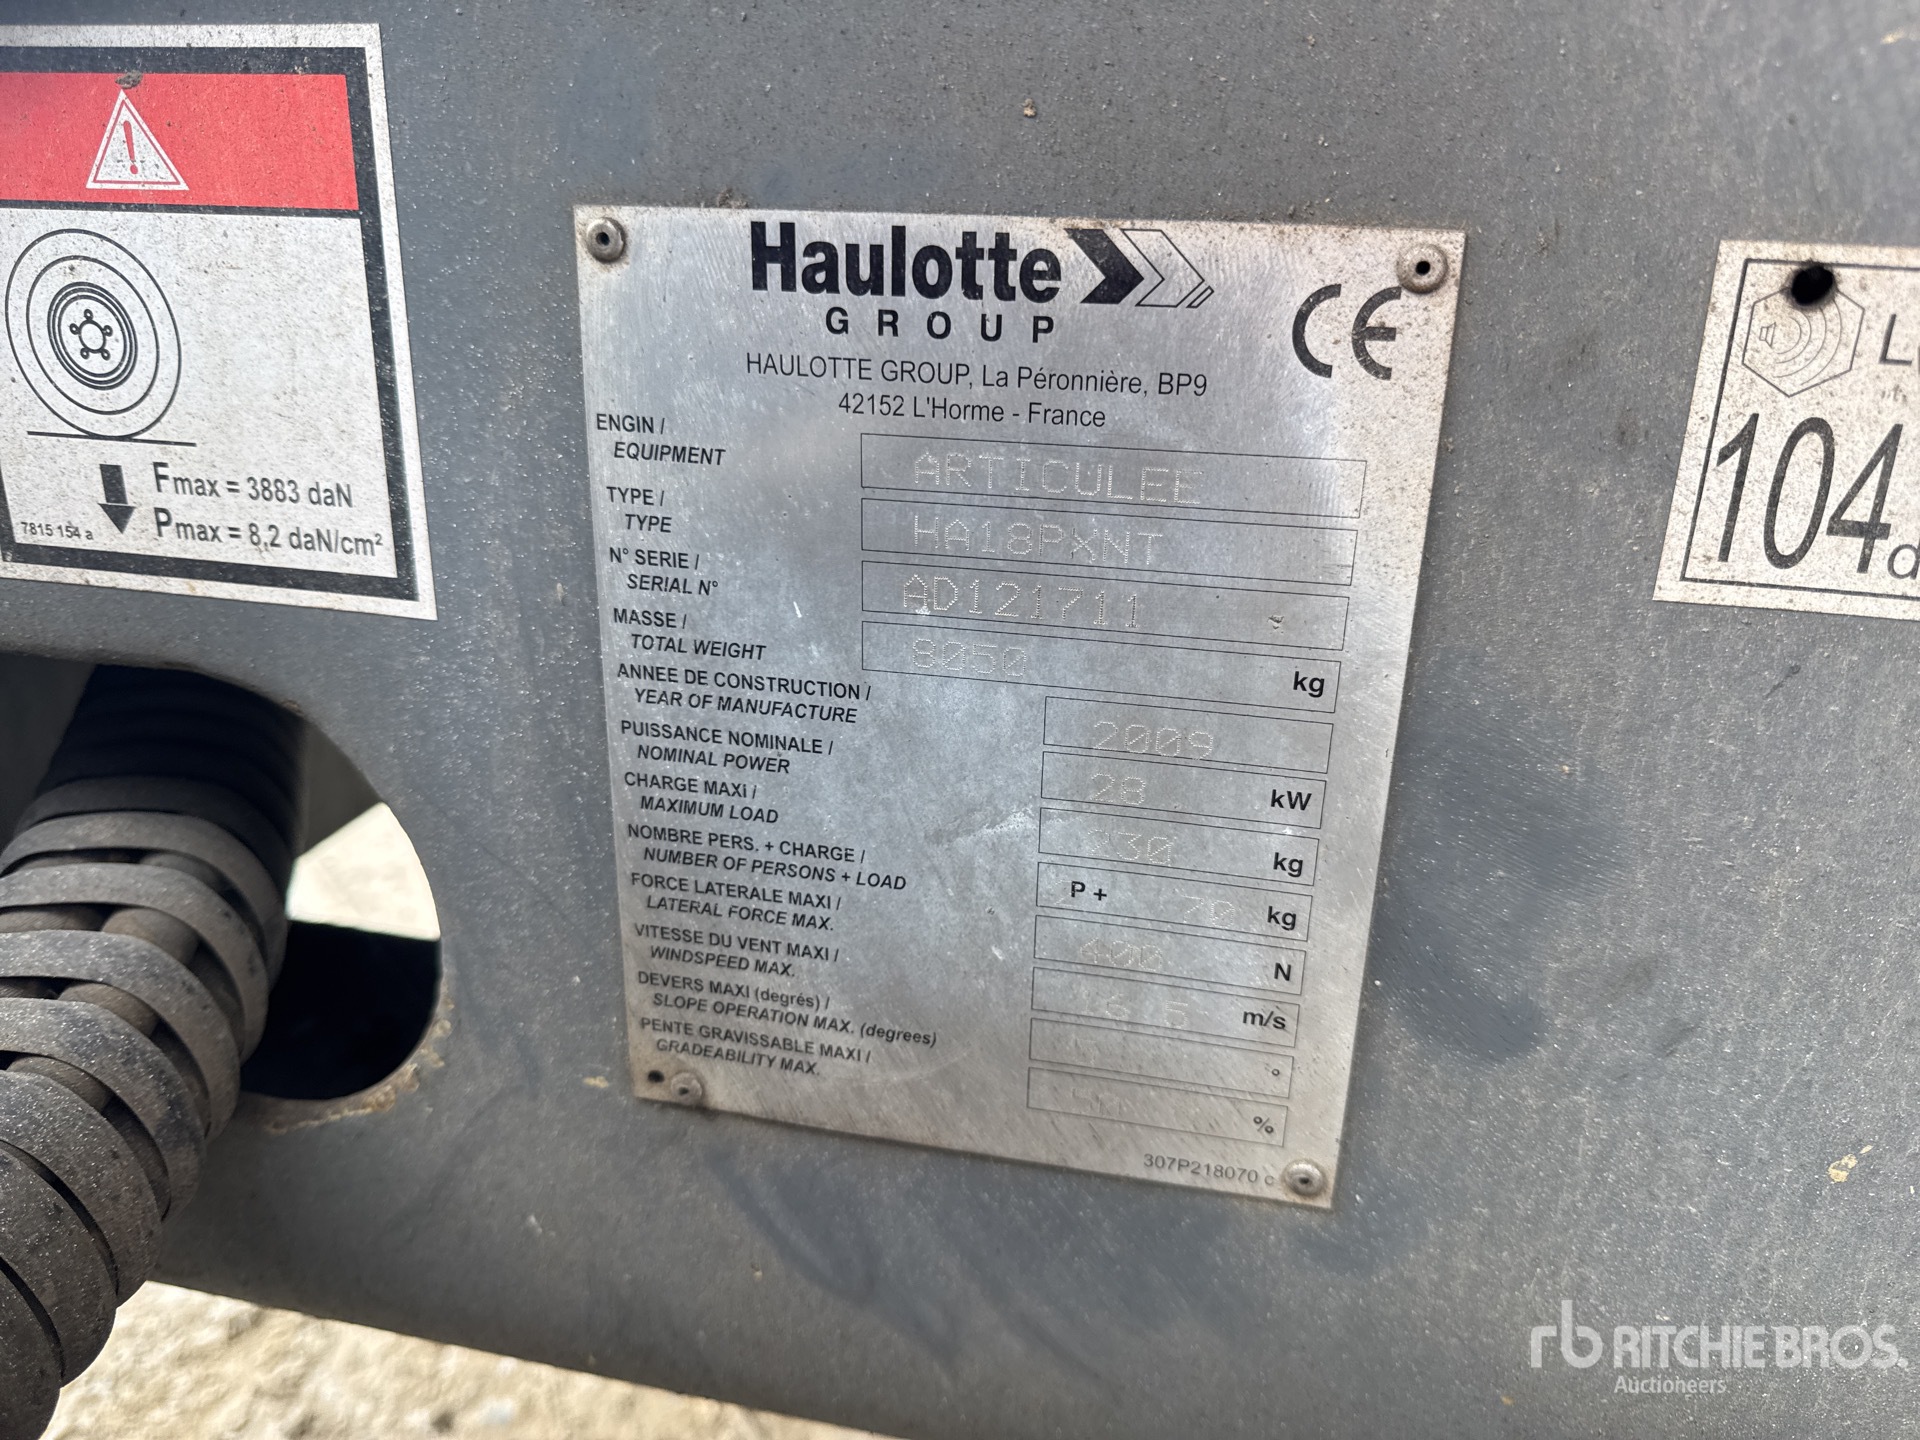 Fmax = 3883 daN
Pmax = 8,2 daN/cm²
7815 154 a
Haulotte
GROUP
CE
HAULOTTE GROUP, La Péronnière, BP9
42152 L'Horme - France
ENGIN /
EQUIPMENT
ARTICULEE
TYPE /
TYPE
HA18PXNT
N° SERIE /
SERIAL N°
AD121711
MASSE /
TOTAL WEIGHT
8050 kg
ANNEE DE CONSTRUCTION /
YEAR OF MANUFACTURE
2009
PUISSANCE NOMINALE /
NOMINAL POWER
28 kW
CHARGE MAXI /
MAXIMUM LOAD
kg
NOMBRE PERS. + CHARGE /
NUMBER OF PERSONS + LOAD
P + kg
FORCE LATERALE MAXI /
LATERAL FORCE MAX.
400 N
VITESSE DU VENT MAXI /
WINDSPEED MAX.
m/s
DEVERS MAXI (degrés) /
SLOPE OPERATION MAX. (degrees)
°
PENTE GRAVISSABLE MAXI /
GRADEABILITY MAX.
%
307P218070 c
104
rb RITCHIE BROS.
Auctioneers